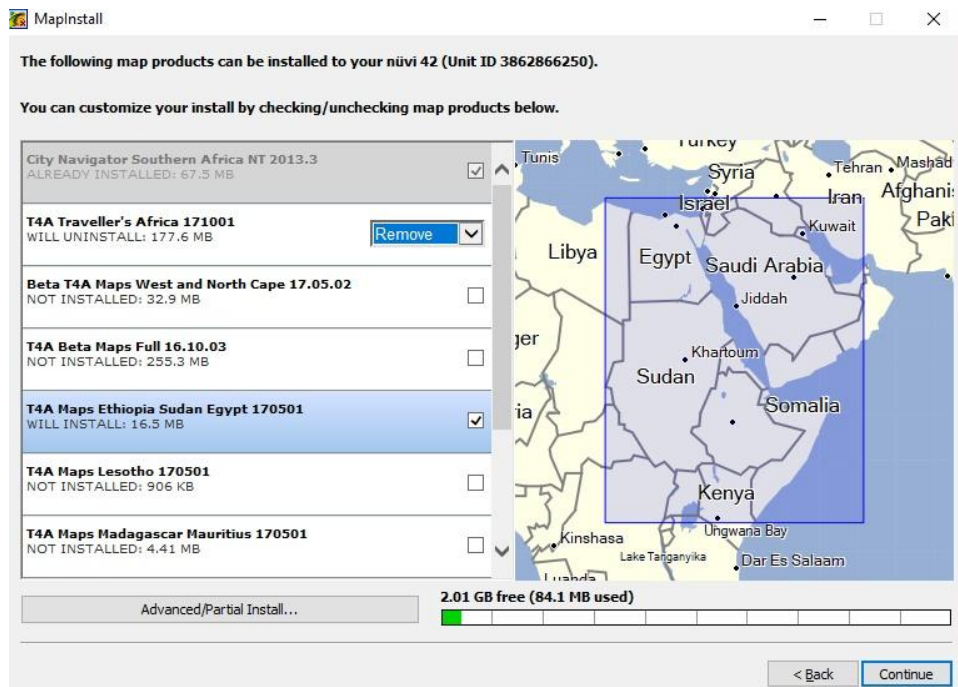 MapInstall
The following map products can be installed to your nüvi 42 (Unit ID 3862866250).
You can customize your install by checking/unchecking map products below.
City Navigator Southern Africa NT 2013.3
ALREADY INSTALLED: 67.5 MB
T4A Traveller's Africa 171001
WILL UNINSTALL: 177.6 MB
Remove
Beta T4A Maps West and North Cape 17.05.02
NOT INSTALLED: 32.9 MB
T4A Beta Maps Full 16.10.03
NOT INSTALLED: 255.3 MB
T4A Maps Ethiopia Sudan Egypt 170501
WILL INSTALL: 16.5 MB
T4A Maps Lesotho 170501
NOT INSTALLED: 906 KB
T4A Maps Madagascar Mauritius 170501
NOT INSTALLED: 4.41 MB
Turkey
Tunis
Syria
Tehran
Mashad
Israel
Iran
Afghanis
Kuwait
Paki
Libya
Egypt
Saudi Arabia
Jiddah
ger
Khartoum
Sudan
ia
Somalia
Kenya
Kinshasa
Ungwana Bay
Lake Tanganyika
Dar Es Salaam
Luanda
Advanced/Partial Install...
2.01 GB free (84.1 MB used)
< Back
Continue